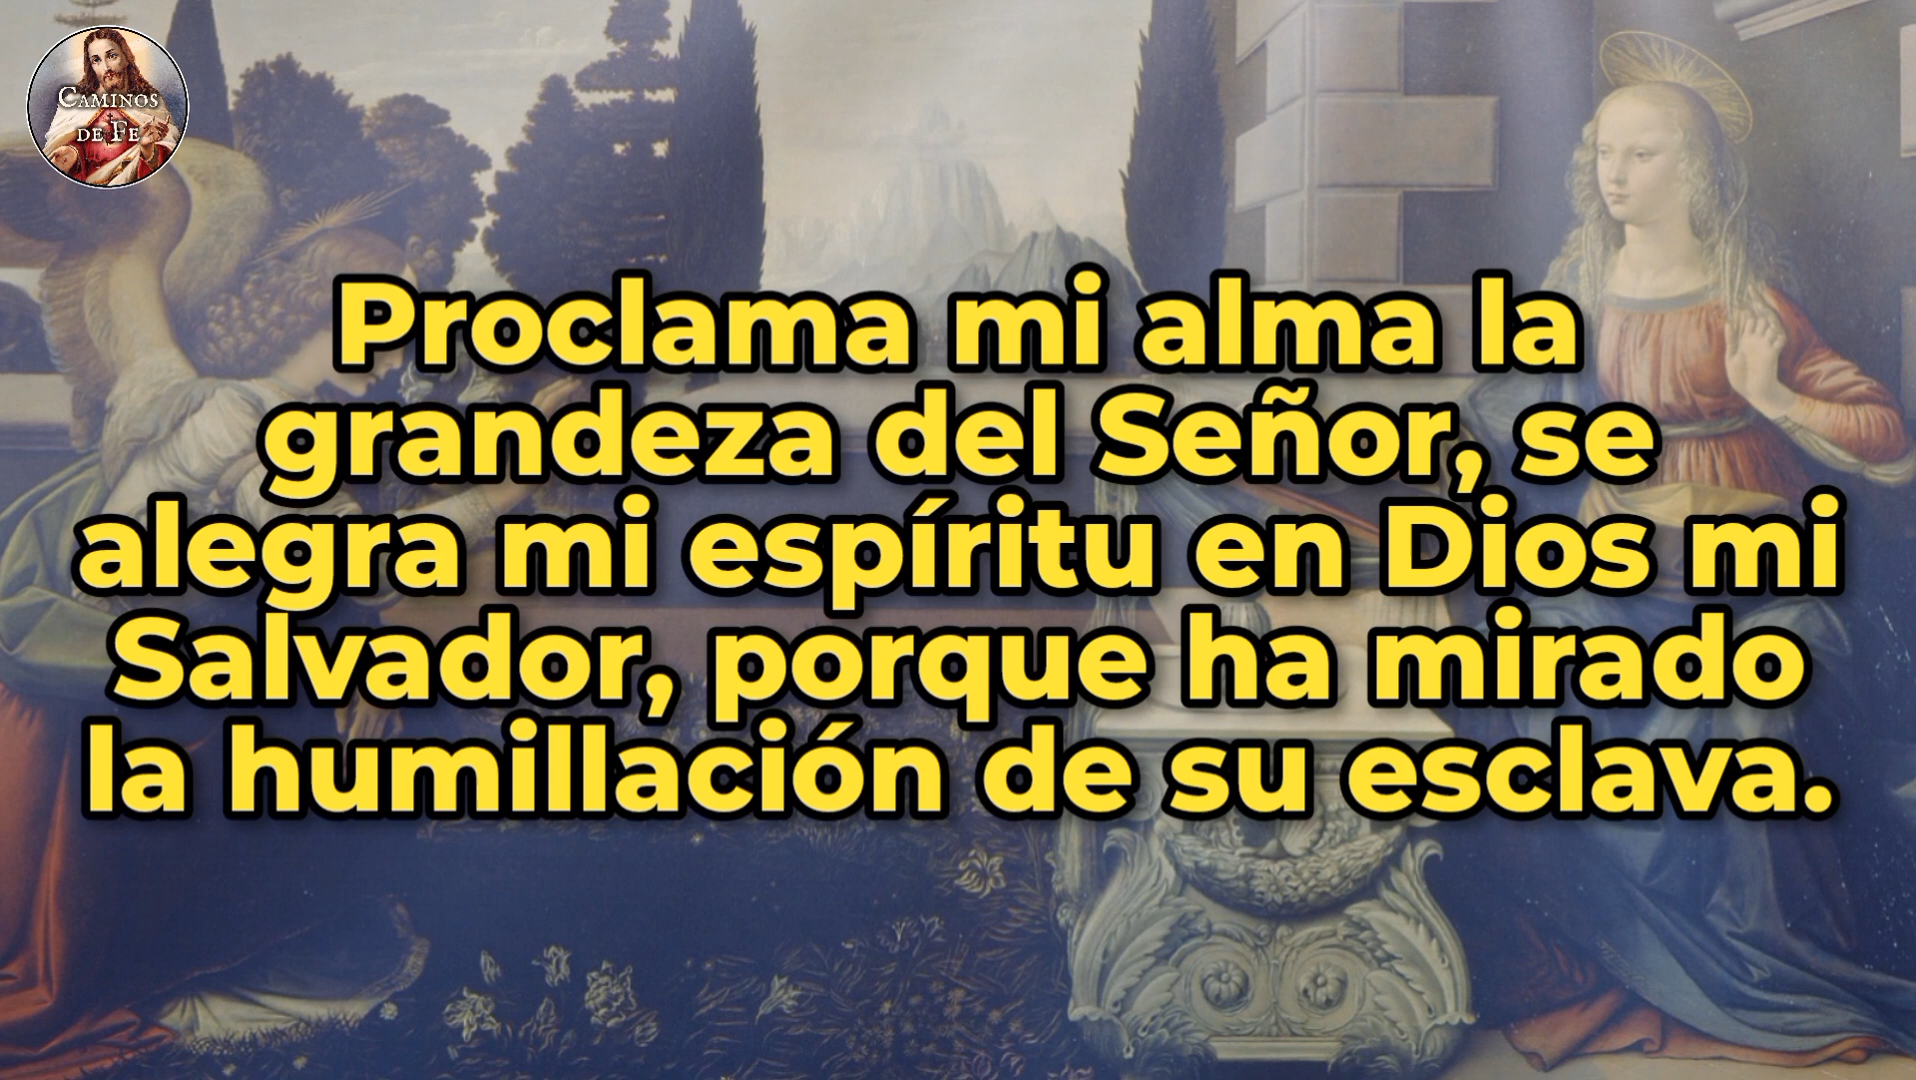 CAMINOS
DE FE
Proclama mi alma la
grandeza del Señor, se
alegra mi espíritu en Dios mi
Salvador, porque ha mirado
la humillación de su esclava.